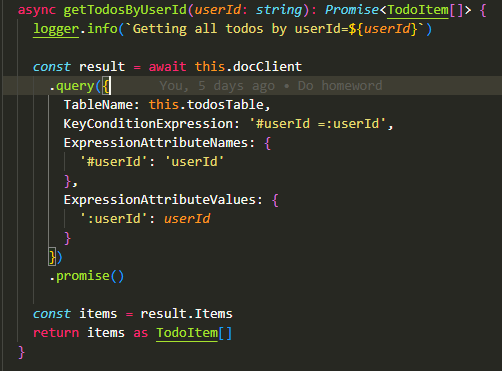 async getTodosByUserId(userId: string): Promise<TodoItem[]> {
  logger.info(`Getting all todos by userId=${userId}`)

  const result = await this.docClient
    .query({ You, 5 days ago • Do homeword
      TableName: this.todosTable,
      KeyConditionExpression: '#userId =:userId',
      ExpressionAttributeNames: {
        '#userId': 'userId'
      },
      ExpressionAttributeValues: {
        ':userId': userId
      }
    })
    .promise()

  const items = result.Items
  return items as TodoItem[]
}